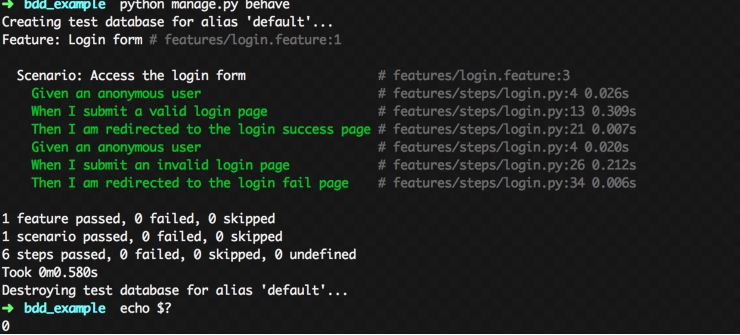 ➜ bdd_example python manage.py behave
Creating test database for alias 'default'...
Feature: Login form # features/login.feature:1
Scenario: Access the login form # features/login.feature:3
Given an anonymous user # features/steps/login.py:4 0.026s
When I submit a valid login page # features/steps/login.py:13 0.309s
Then I am redirected to the login success page # features/steps/login.py:21 0.007s
Given an anonymous user # features/steps/login.py:4 0.020s
When I submit an invalid login page # features/steps/login.py:26 0.212s
Then I am redirected to the login fail page # features/steps/login.py:34 0.006s
1 feature passed, 0 failed, 0 skipped
1 scenario passed, 0 failed, 0 skipped
6 steps passed, 0 failed, 0 skipped, 0 undefined
Took 0m0.580s
Destroying test database for alias 'default'...
➜ bdd_example echo $?
0